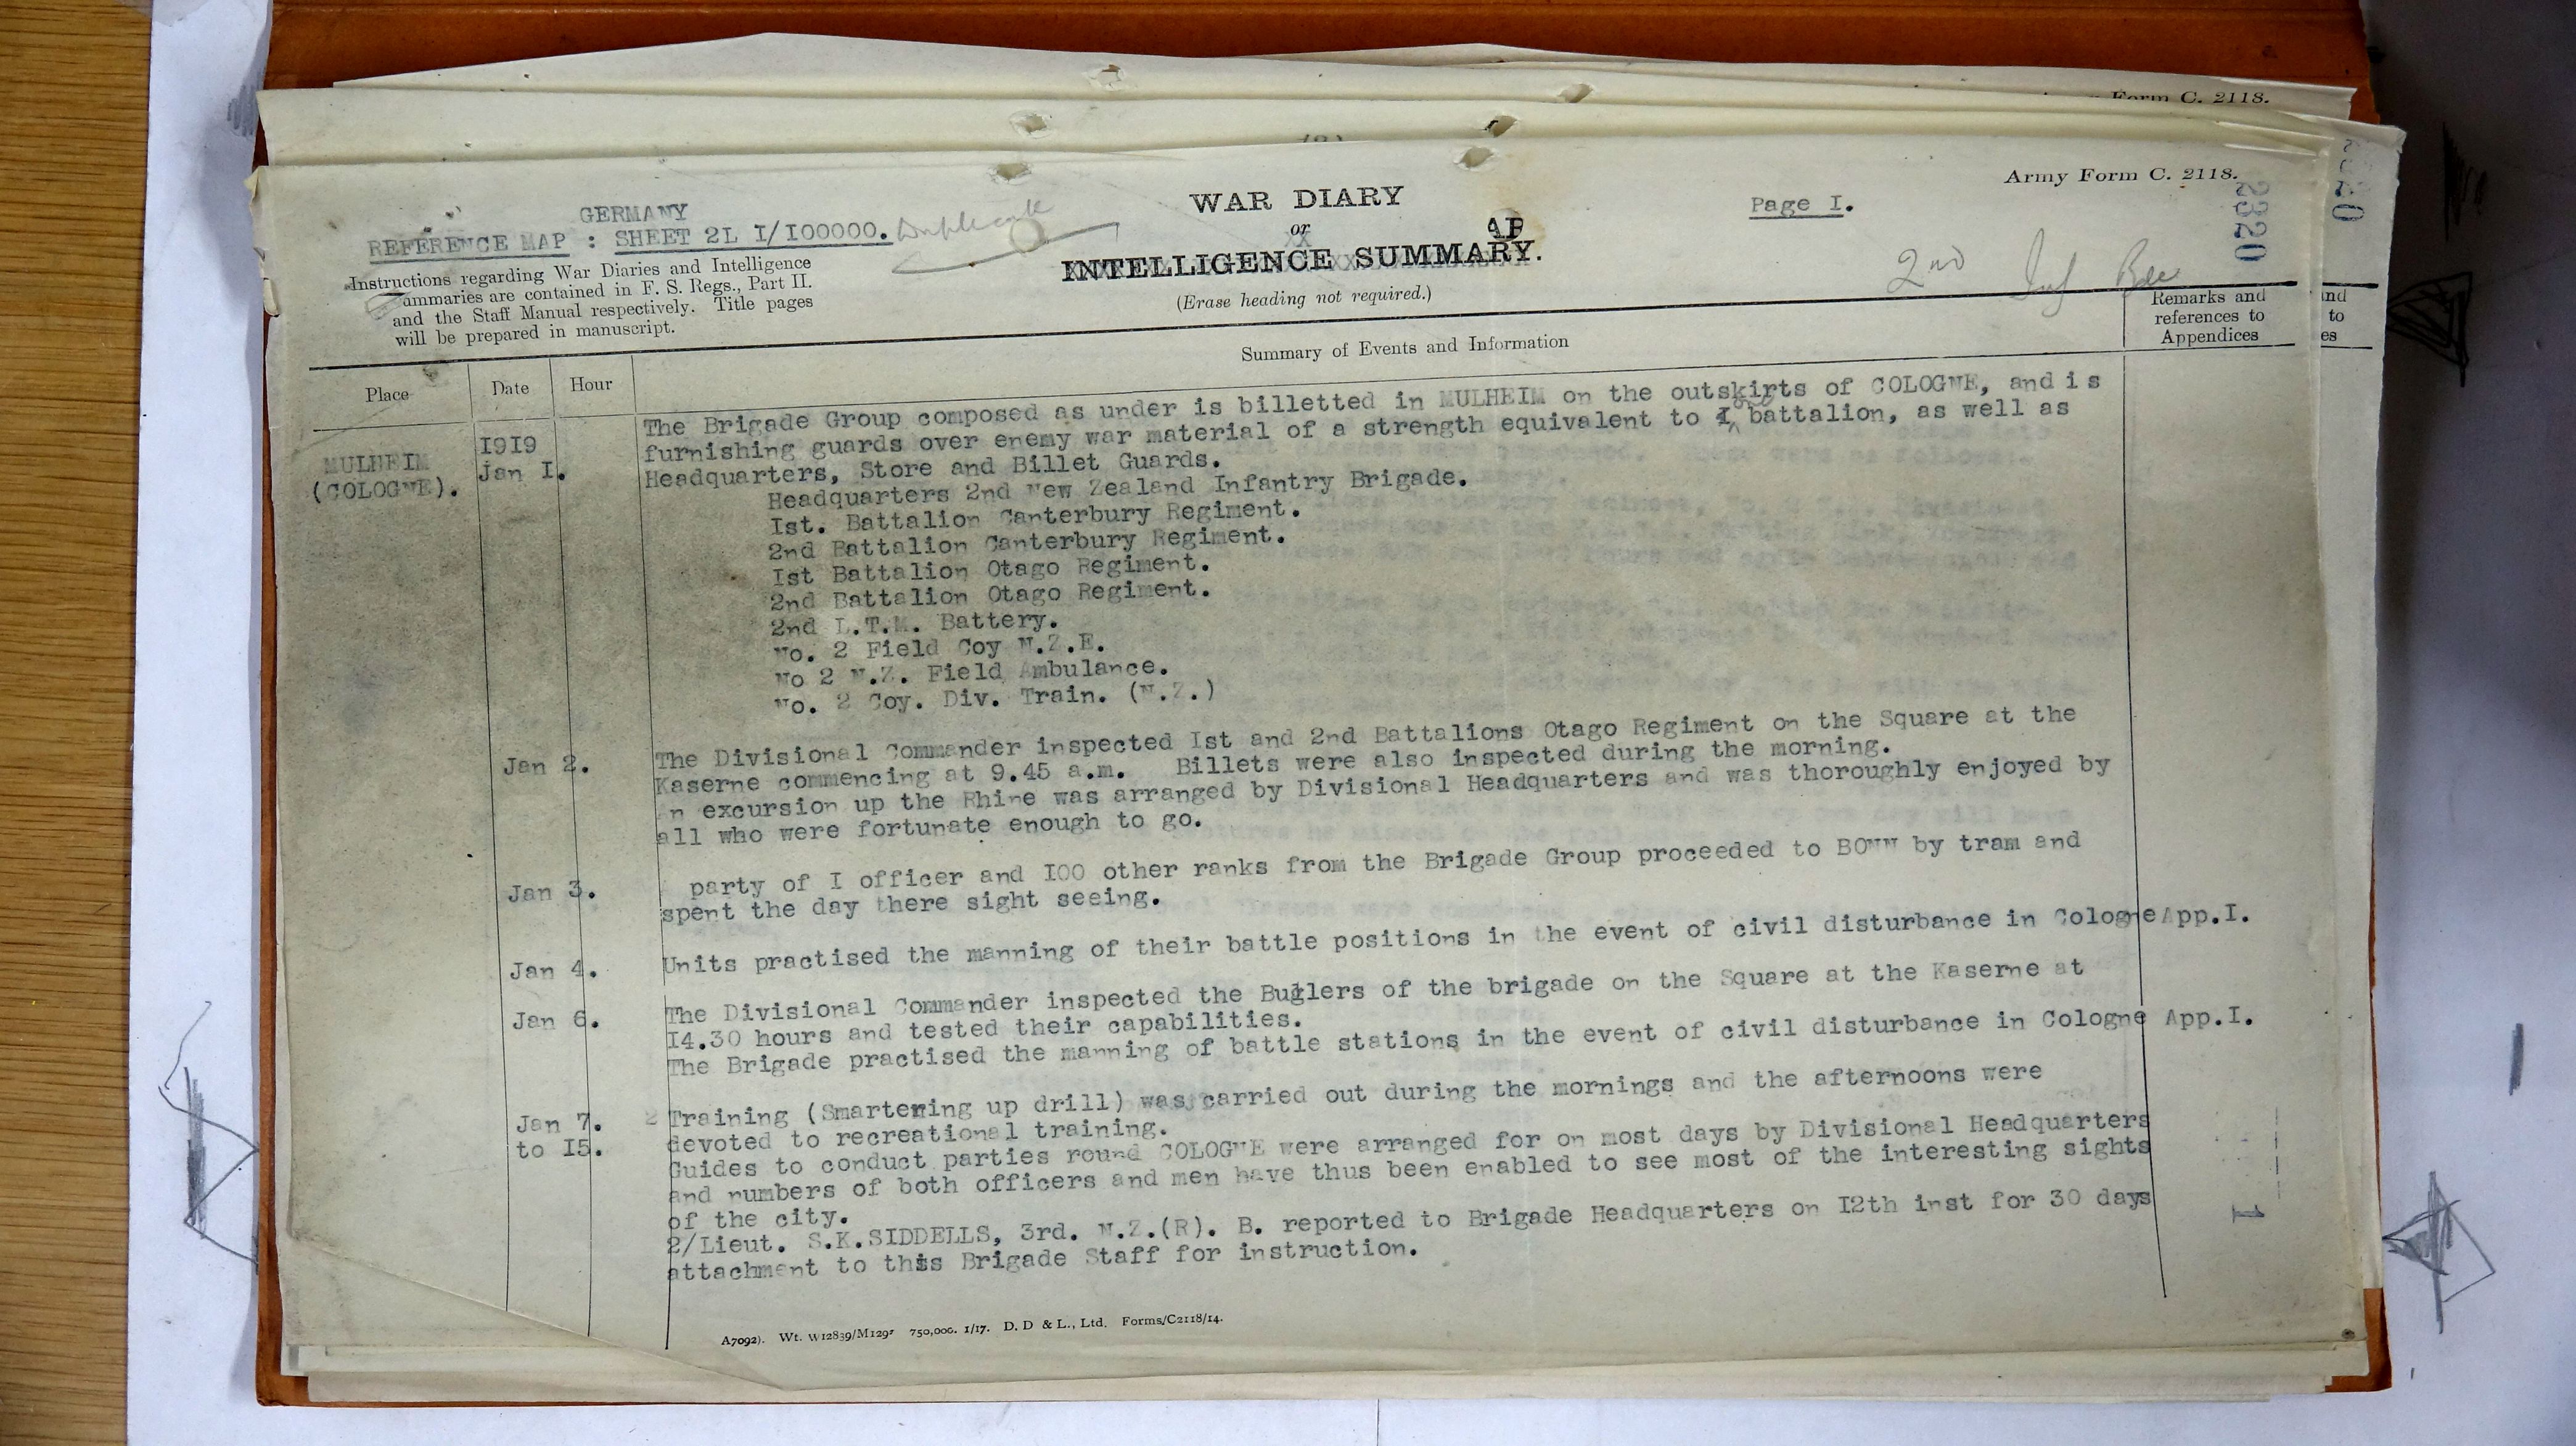 Form C. 2118.
Army Form C. 2118.
WAR DIARY
Page I.
2320
GERMANY
REFERENCE MAP : SHEET 2L I/I00000. Duplicate
or
INTELLIGENCE SUMMARY.
(Erase heading not required.)
2nd Inf Bde
Instructions regarding War Diaries and Intelligence
Summaries are contained in F. S. Regs., Part II.
and the Staff Manual respectively. Title pages
will be prepared in manuscript.
Place
Date
Hour
Summary of Events and Information
Remarks and
references to
Appendices
MULHEIM
(COLOGNE).
I9I9
jan I.
The Brigade Group composed as under is billetted in MULHEIM on the outskirts of COLOGNE, and is
furnishing guards over enemy war material of a strength equivalent to one battalion, as well as
Headquarters, Store and Billet Guards.
Headquarters 2nd New Zealand Infantry Brigade.
Ist. Battalion Canterbury Regiment.
2nd Battalion Canterbury Regiment.
Ist Battalion Otago Regiment.
2nd Battalion Otago Regiment.
2nd L.T.M. Battery.
No. 2 Field Coy N.Z.E.
No 2 N.Z. Field Ambulance.
No. 2 Coy. Div. Train. (N.Z.)
Jan 2.
The Divisional Commander inspected Ist and 2nd Battalions Otago Regiment on the Square at the
Kaserne commencing at 9.45 a.m. Billets were also inspected during the morning.
An excursion up the Rhine was arranged by Divisional Headquarters and was thoroughly enjoyed by
all who were fortunate enough to go.
Jan 3.
party of I officer and I00 other ranks from the Brigade Group proceeded to BONN by tram and
spent the day there sight seeing.
Jan 4.
Units practised the manning of their battle positions in the event of civil disturbance in Cologne App.I.
Jan 6.
The Divisional Commander inspected the Buglers of the brigade on the Square at the Kaserne at
I4.30 hours and tested their capabilities.
The Brigade practised the manning of battle stations in the event of civil disturbance in Cologne App.I.
Jan 7.
to I5.
Training (Smartening up drill) was carried out during the mornings and the afternoons were
devoted to recreational training.
Guides to conduct parties round COLOGNE were arranged for on most days by Divisional Headquarters
and numbers of both officers and men have thus been enabled to see most of the interesting sights
of the city.
2/Lieut. S.K.SIDDELLS, 3rd. N.Z.(R). B. reported to Brigade Headquarters on I2th inst for 30 days
attachment to this Brigade Staff for instruction.
1
D. D & L., Ltd. Forms/C2118/14.